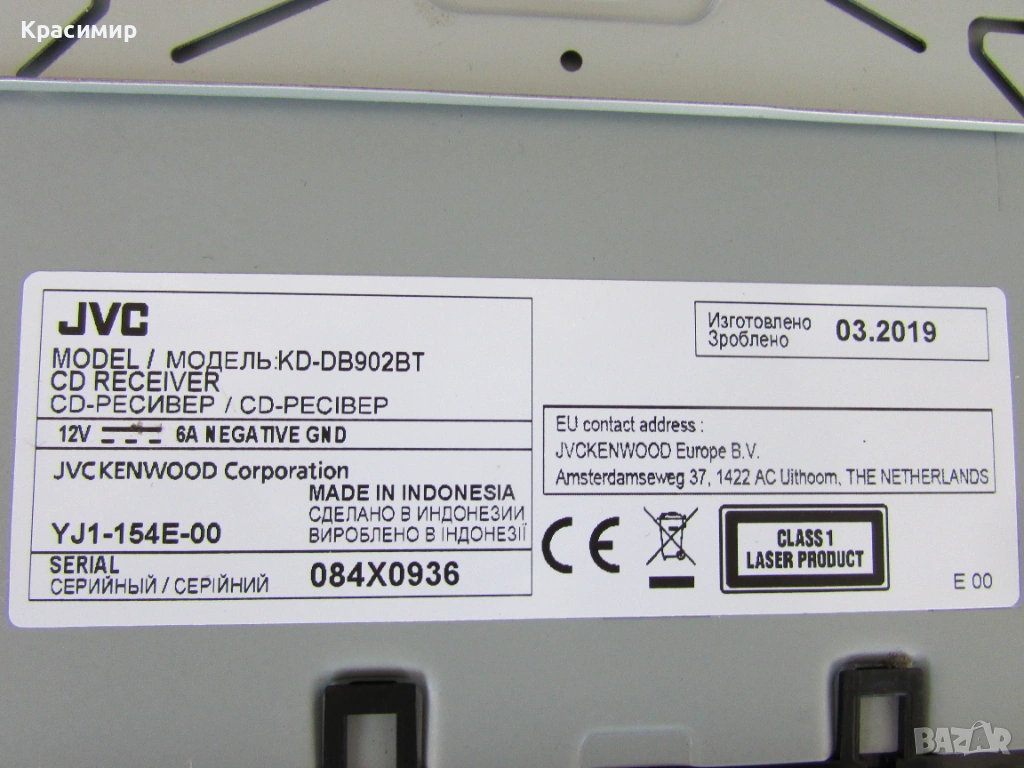 Красимир
JVC
MODEL / МОДЕЛЬ:KD-DB902BT
CD RECEIVER
CD-РЕСИВЕР / CD-РЕСІВЕР
12V 6A NEGATIVE GND
JVCKENWOOD Corporation
MADE IN INDONESIA
СДЕЛАНО В ИНДОНЕЗИИ
YJ1-154E-00 ВИРОБЛЕНО В ІНДОНЕЗІЇ
SERIAL
СЕРИЙНЫЙ / СЕРІЙНИЙ 084X0936
Изготовлено
Зроблено 03.2019
EU contact address :
JVCKENWOOD Europe B.V.
Amsterdamseweg 37, 1422 AC Uithoorn, THE NETHERLANDS
CE
CLASS 1
LASER PRODUCT
E 00
BAZAR